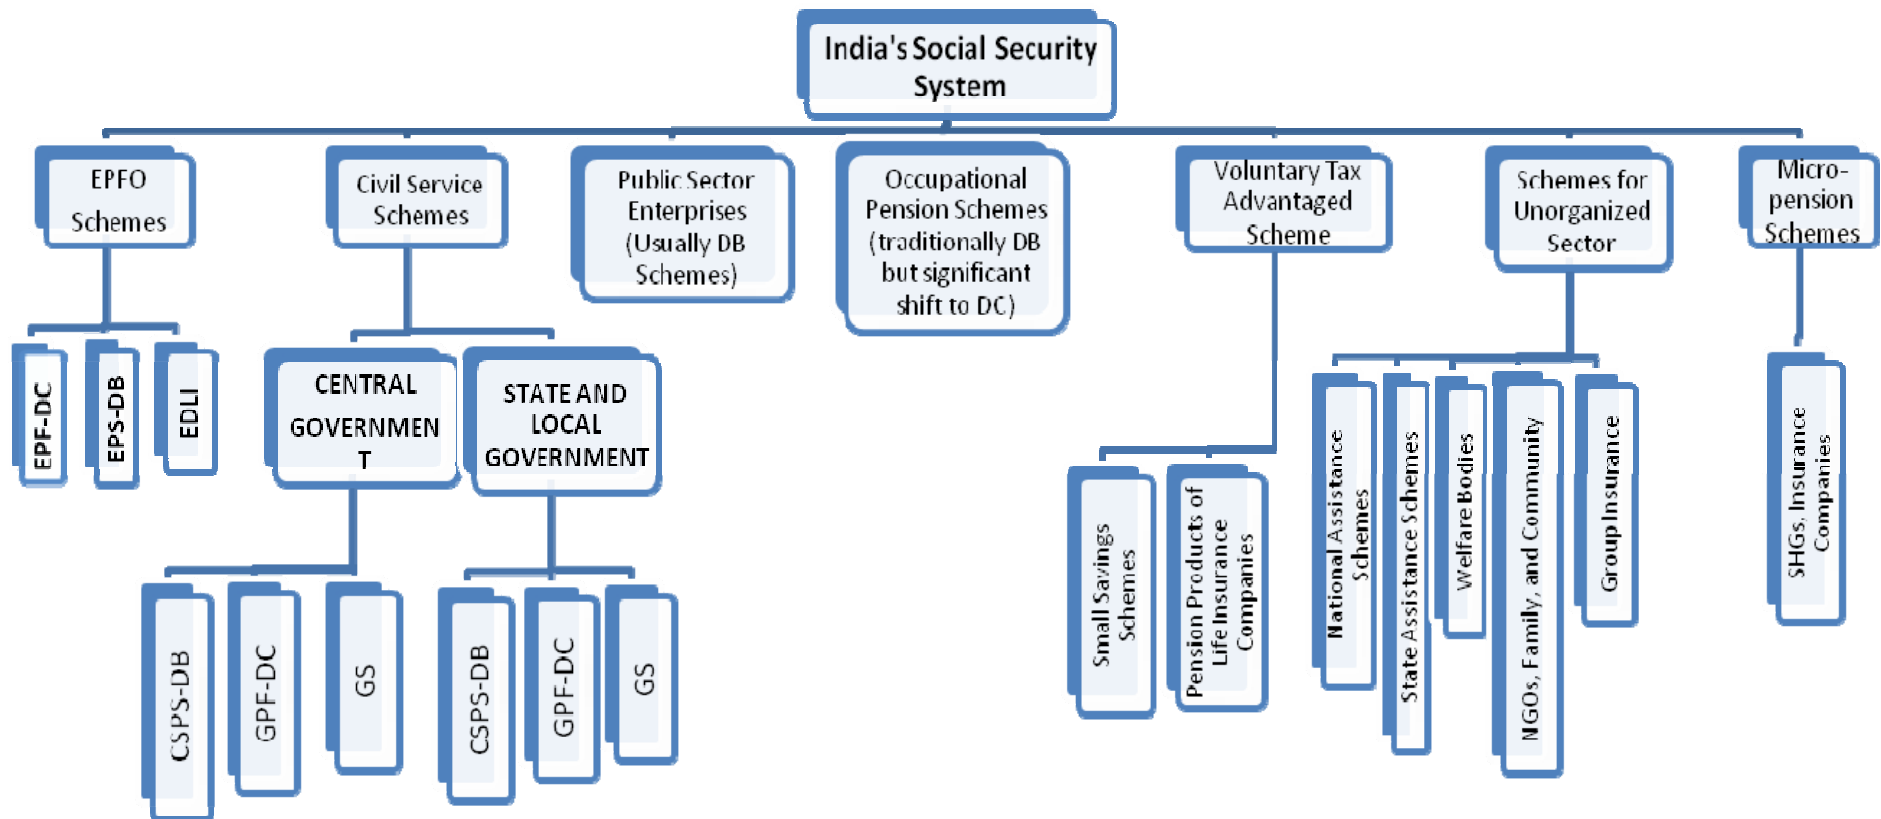 India's Social Security
System
EPFO
Schemes
Civil Service
Schemes
Public Sector
Enterprises
(Usually DB
Schemes)
Occupational
Pension Schemes
(traditionally DB
but significant
shift to DC)
Voluntary Tax
Advantaged
Scheme
Schemes for
Unorganized
Sector
Micro-
pension
Schemes
EPF-DC
EPS-DB
EDLI
CENTRAL
GOVERNMEN
T
STATE AND
LOCAL
GOVERNMENT
CSPS-DB
GPF-DC
GS
CSPS-DB
GPF-DC
GS
Small Savings
Schemes
Pension Products of
Life Insurance
Companies
National Assistance
Schemes
State Assistance Schemes
Welfare Bodies
NGOs, Family, and Community
Group Insurance
SHGs, Insurance
Companies